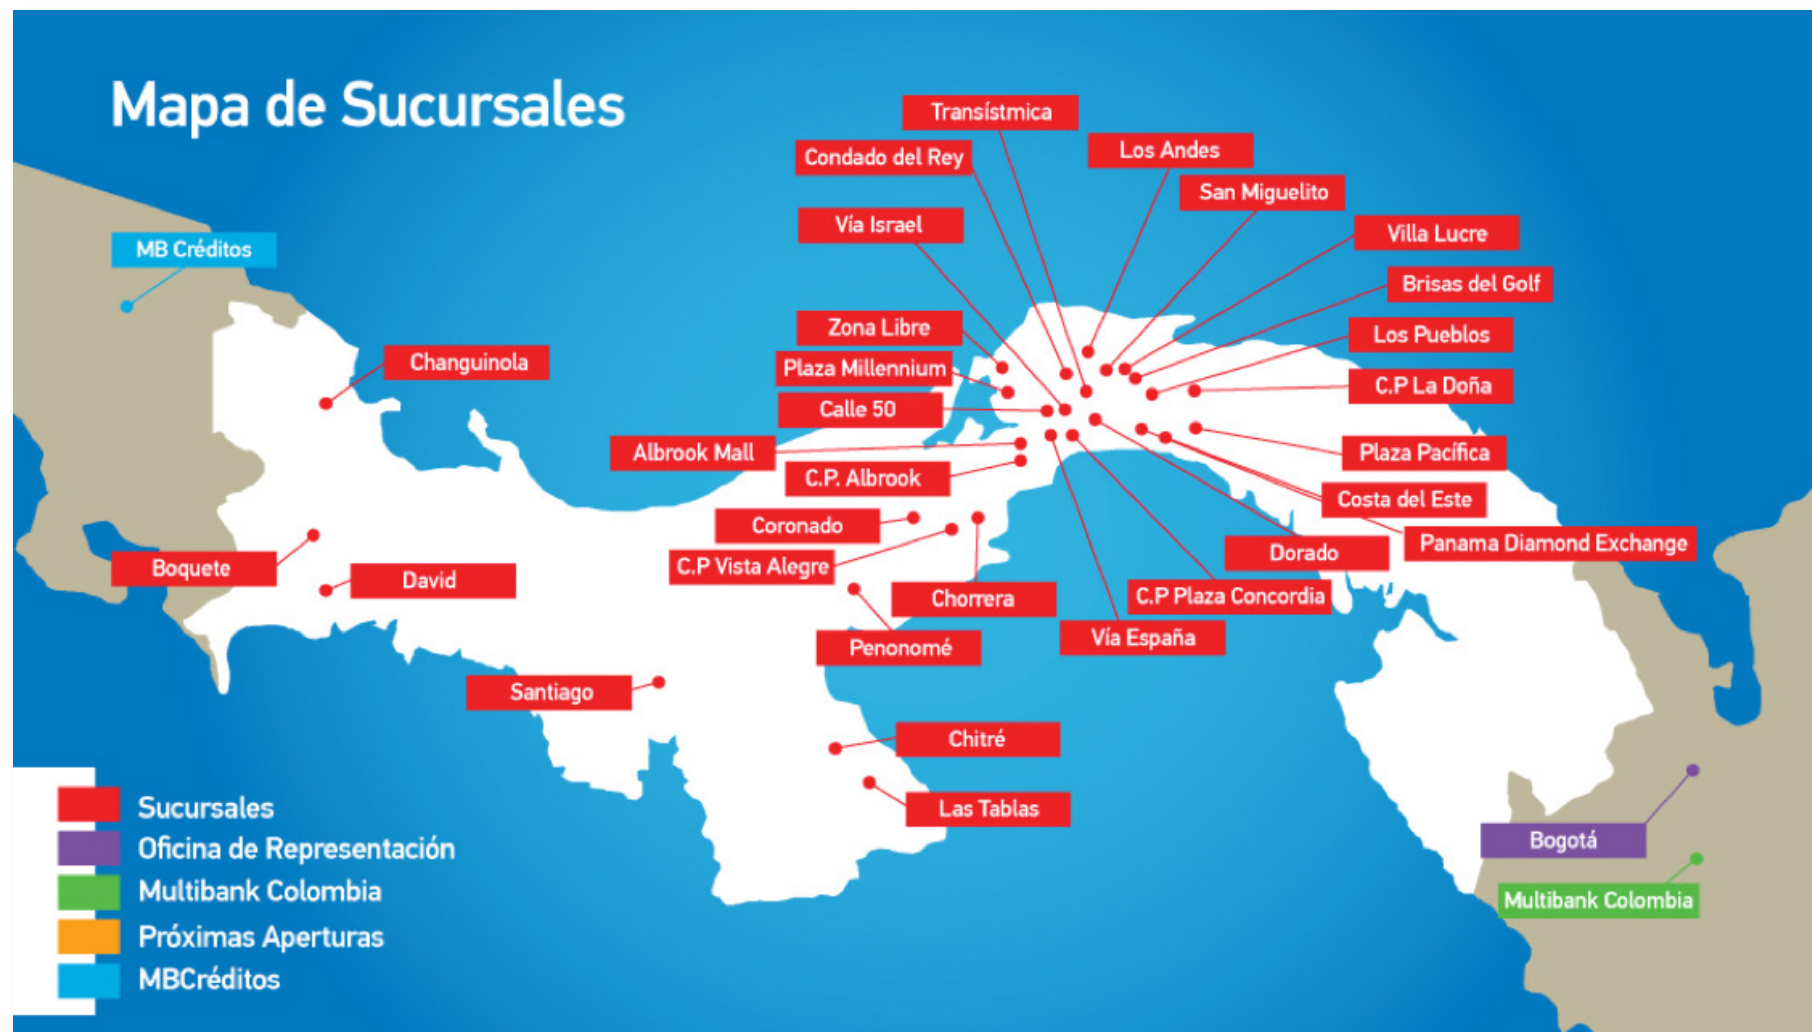 Mapa de Sucursales
Transístmica
Los Andes
Condado del Rey
San Miguelito
Vía Israel
Villa Lucre
MB Créditos
Brisas del Golf
Zona Libre
Los Pueblos
Changuinola
Plaza Millennium
C.P La Doña
Calle 50
Albrook Mall
Plaza Pacífica
C.P. Albrook
Costa del Este
Coronado
Panama Diamond Exchange
Dorado
C.P Vista Alegre
Boquete
David
Chorrera
C.P Plaza Concordia
Vía España
Penonomé
Santiago
Chitré
Las Tablas
Bogotá
Multibank Colombia
Sucursales
Oficina de Representación
Multibank Colombia
Próximas Aperturas
MBCréditos